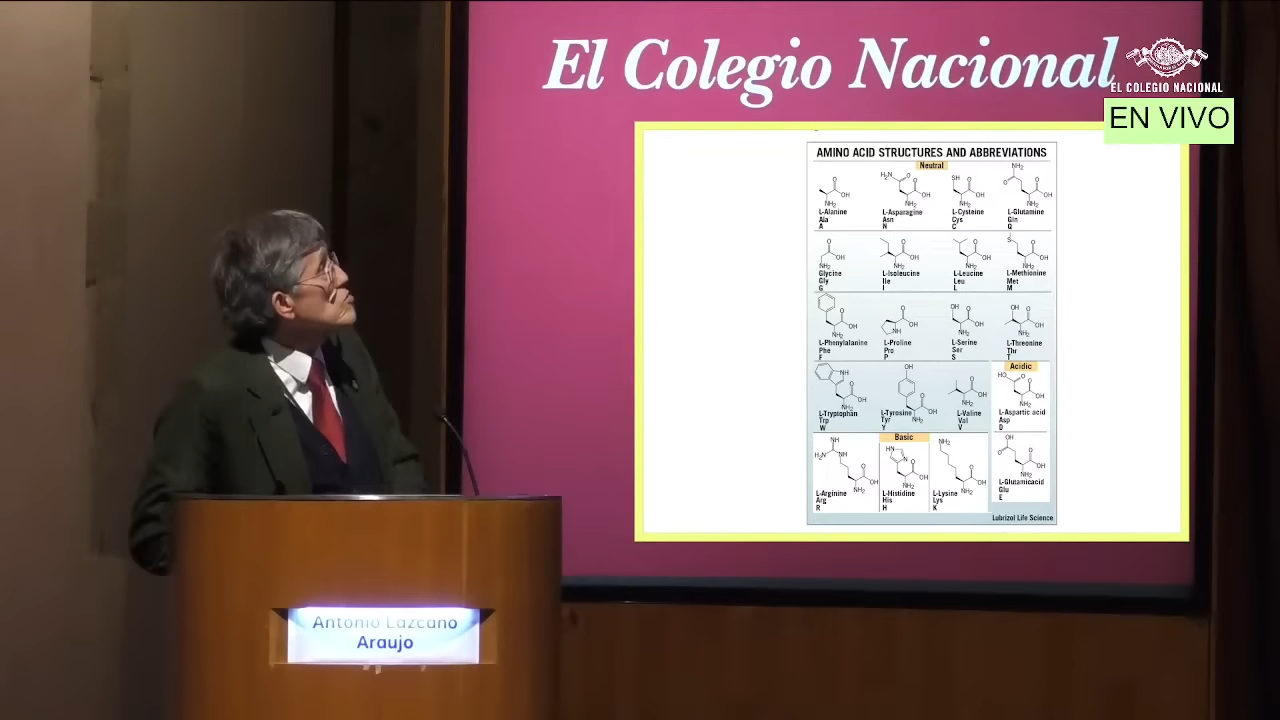 El Colegio Nacional
EL COLEGIO NACIONAL
EN VIVO
AMINO ACID STRUCTURES AND ABBREVIATIONS
Neutral
L-Alanine
Ala
A
L-Asparagine
Asn
N
L-Cysteine
Cys
C
L-Glutamine
Gln
Q
Glycine
Gly
G
L-Isoleucine
Ile
I
L-Leucine
Leu
L
L-Methionine
Met
M
L-Phenylalanine
Phe
F
L-Proline
Pro
P
L-Serine
Ser
S
L-Threonine
Thr
T
L-Tryptophan
Trp
W
L-Tyrosine
Tyr
Y
L-Valine
Val
V
Acidic
L-Aspartic acid
Asp
D
L-Glutamicacid
Glu
E
Basic
L-Arginine
Arg
R
L-Histidine
His
H
L-Lysine
Lys
K
Lubrizol Life Science
Antonio Lazcano
Araujo